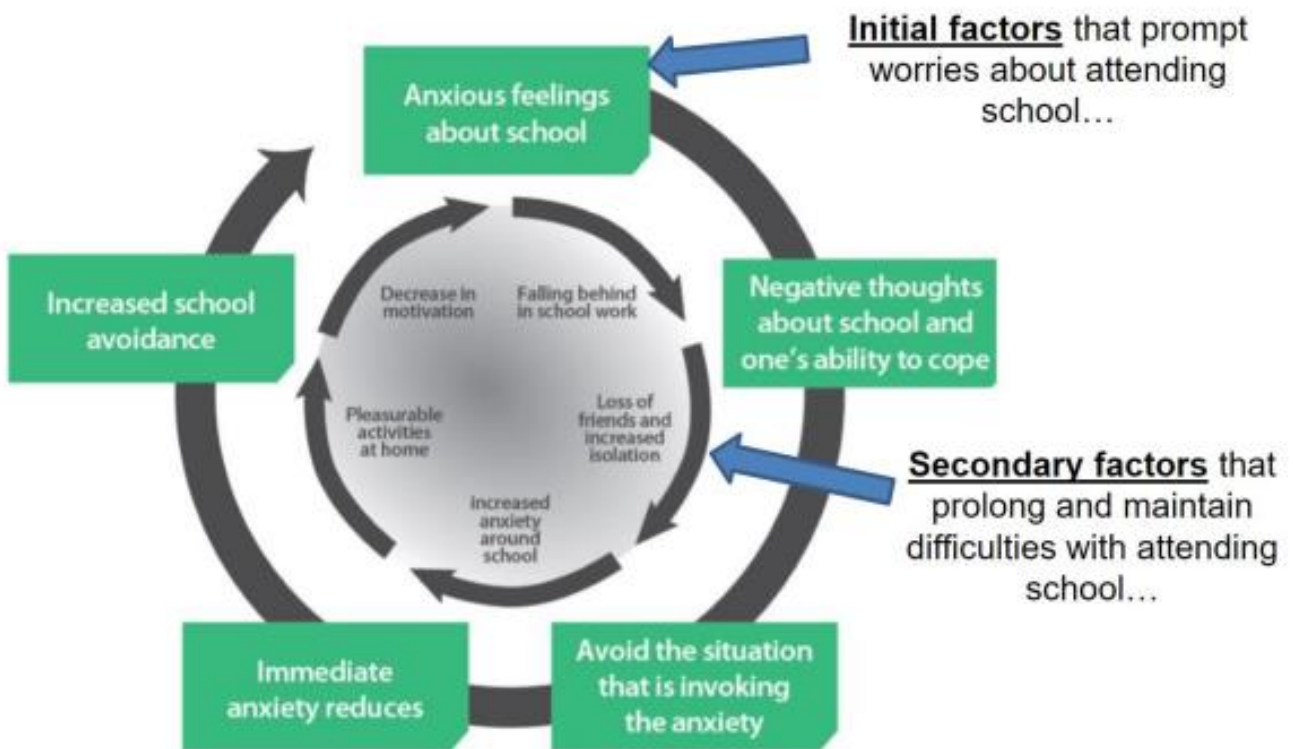 Initial factors that prompt
worries about attending
school…
Anxious feelings
about school
Negative thoughts
about school and
one's ability to cope
Avoid the situation
that is invoking
the anxiety
Immediate
anxiety reduces
Increased school
avoidance
Falling behind
in school work
Loss of
friends and
increased
isolation
Increased
anxiety
around
school
Pleasurable
activities
at home
Decrease in
motivation
Secondary factors that
prolong and maintain
difficulties with attending
school…